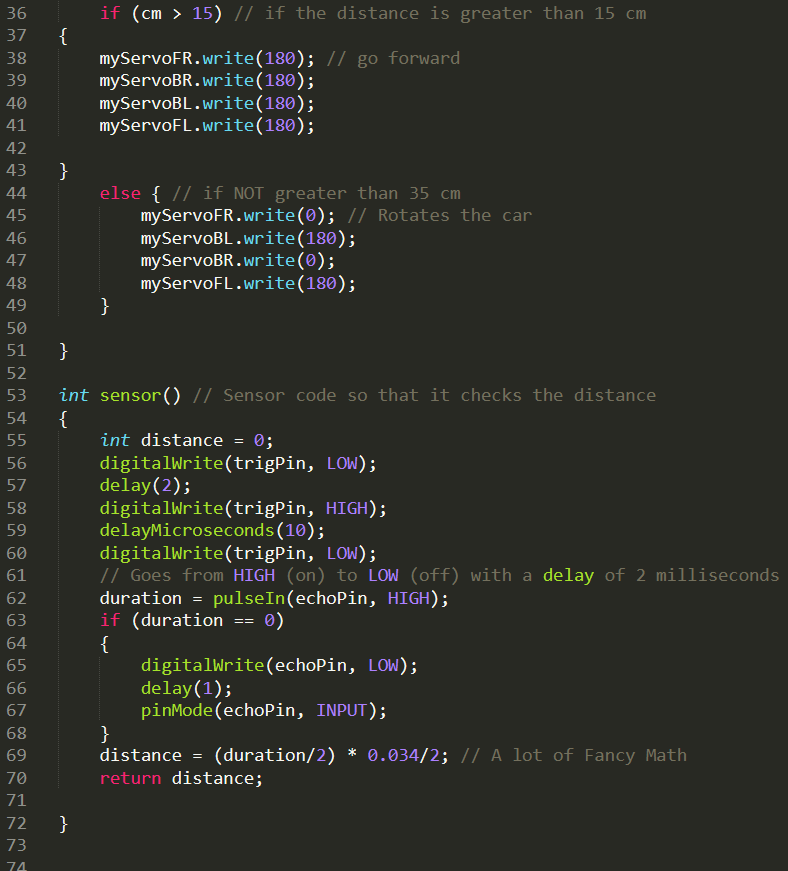 36 if (cm > 15) // if the distance is greater than 15 cm
37 {
38 myServoFR.write(180); // go forward
39 myServoBR.write(180);
40 myServoBL.write(180);
41 myServoFL.write(180);
42
43 }
44 else { // if NOT greater than 35 cm
45 myServoFR.write(0); // Rotates the car
46 myServoBL.write(180);
47 myServoBR.write(0);
48 myServoFL.write(180);
49 }
50
51 }
52
53 int sensor() // Sensor code so that it checks the distance
54 {
55 int distance = 0;
56 digitalWrite(trigPin, LOW);
57 delay(2);
58 digitalWrite(trigPin, HIGH);
59 delayMicroseconds(10);
60 digitalWrite(trigPin, LOW);
61 // Goes from HIGH (on) to LOW (off) with a delay of 2 milliseconds
62 duration = pulseIn(echoPin, HIGH);
63 if (duration == 0)
64 {
65 digitalWrite(echoPin, LOW);
66 delay(1);
67 pinMode(echoPin, INPUT);
68 }
69 distance = (duration/2) * 0.034/2; // A lot of Fancy Math
70 return distance;
71
72 }
73
74